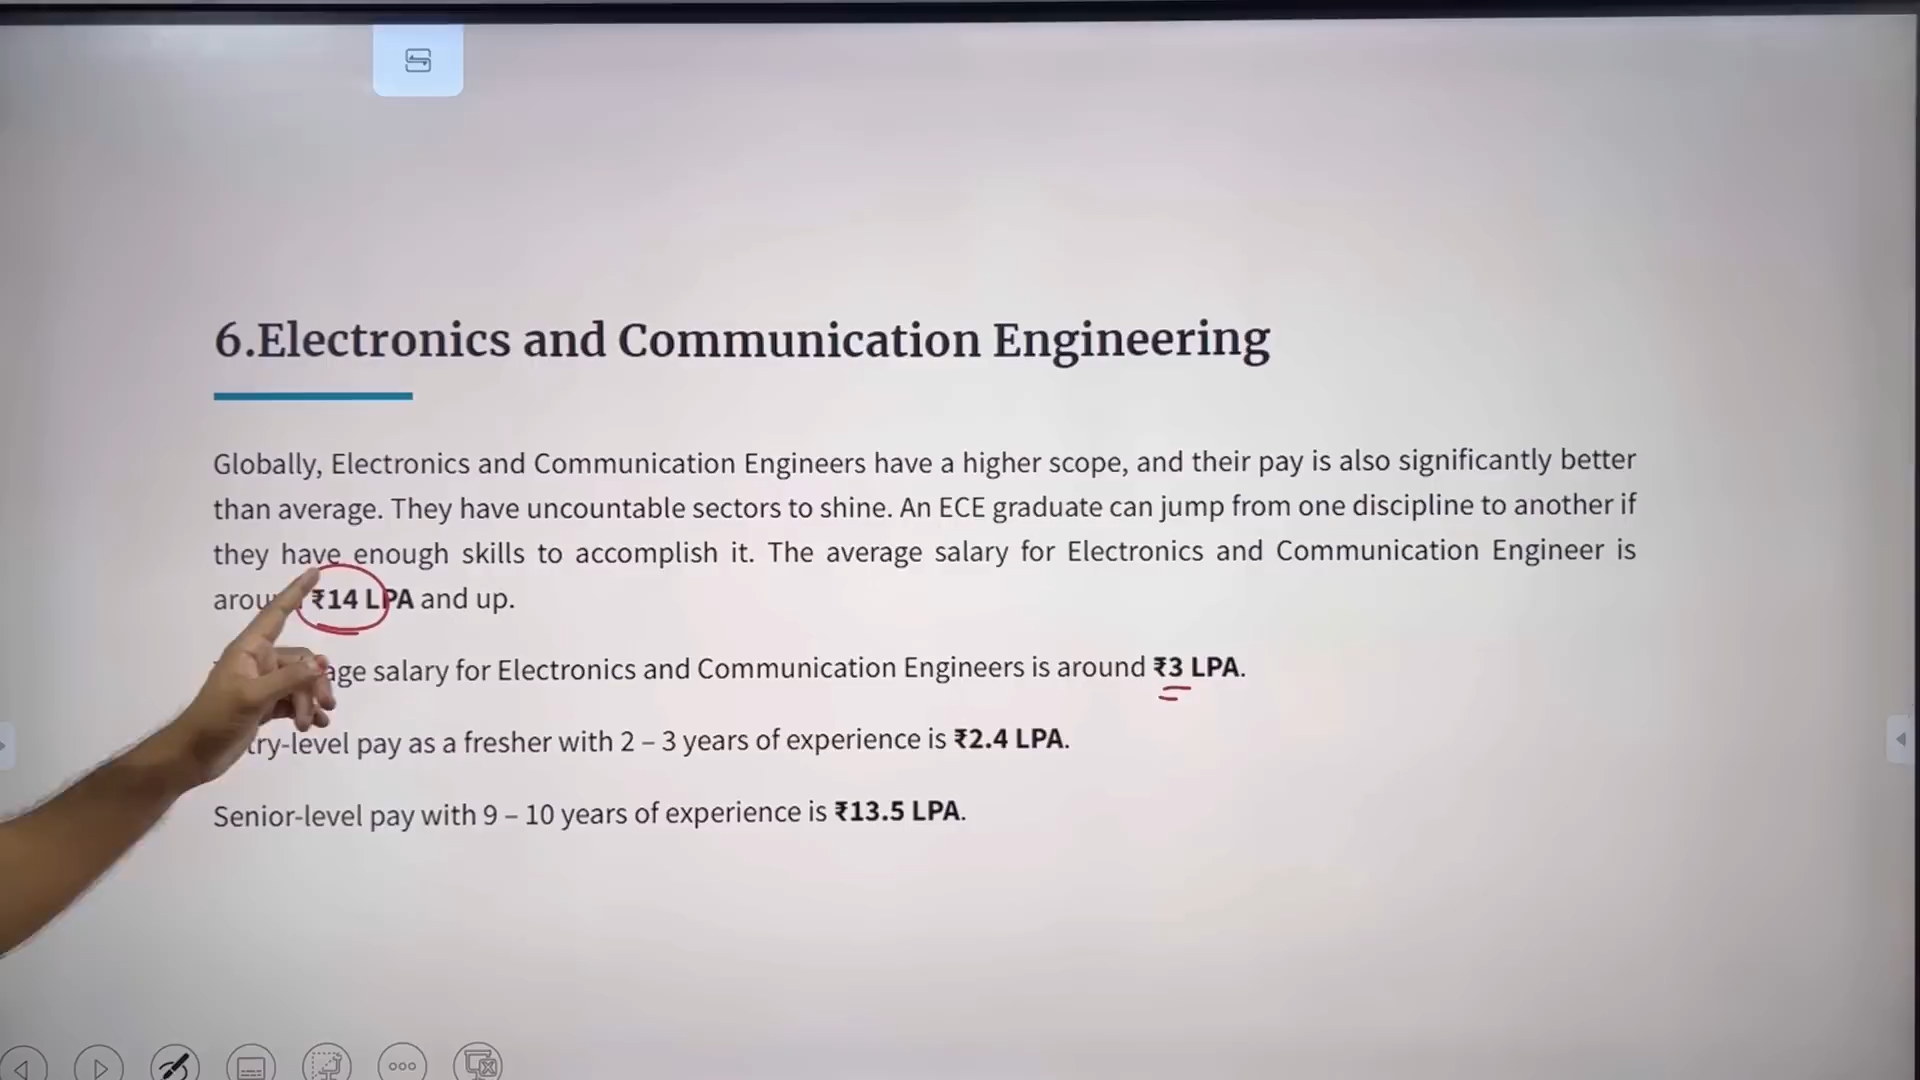 6.Electronics and Communication Engineering
Globally, Electronics and Communication Engineers have a higher scope, and their pay is also significantly better
than average. They have uncountable sectors to shine. An ECE graduate can jump from one discipline to another if
they have enough skills to accomplish it. The average salary for Electronics and Communication Engineer is
₹14 LPA and up.
salary for Electronics and Communication Engineers is around ₹3 LPA.
pay as a fresher with 2 – 3 years of experience is ₹2.4 LPA.
Senior-level pay with 9 – 10 years of experience is ₹13.5 LPA.